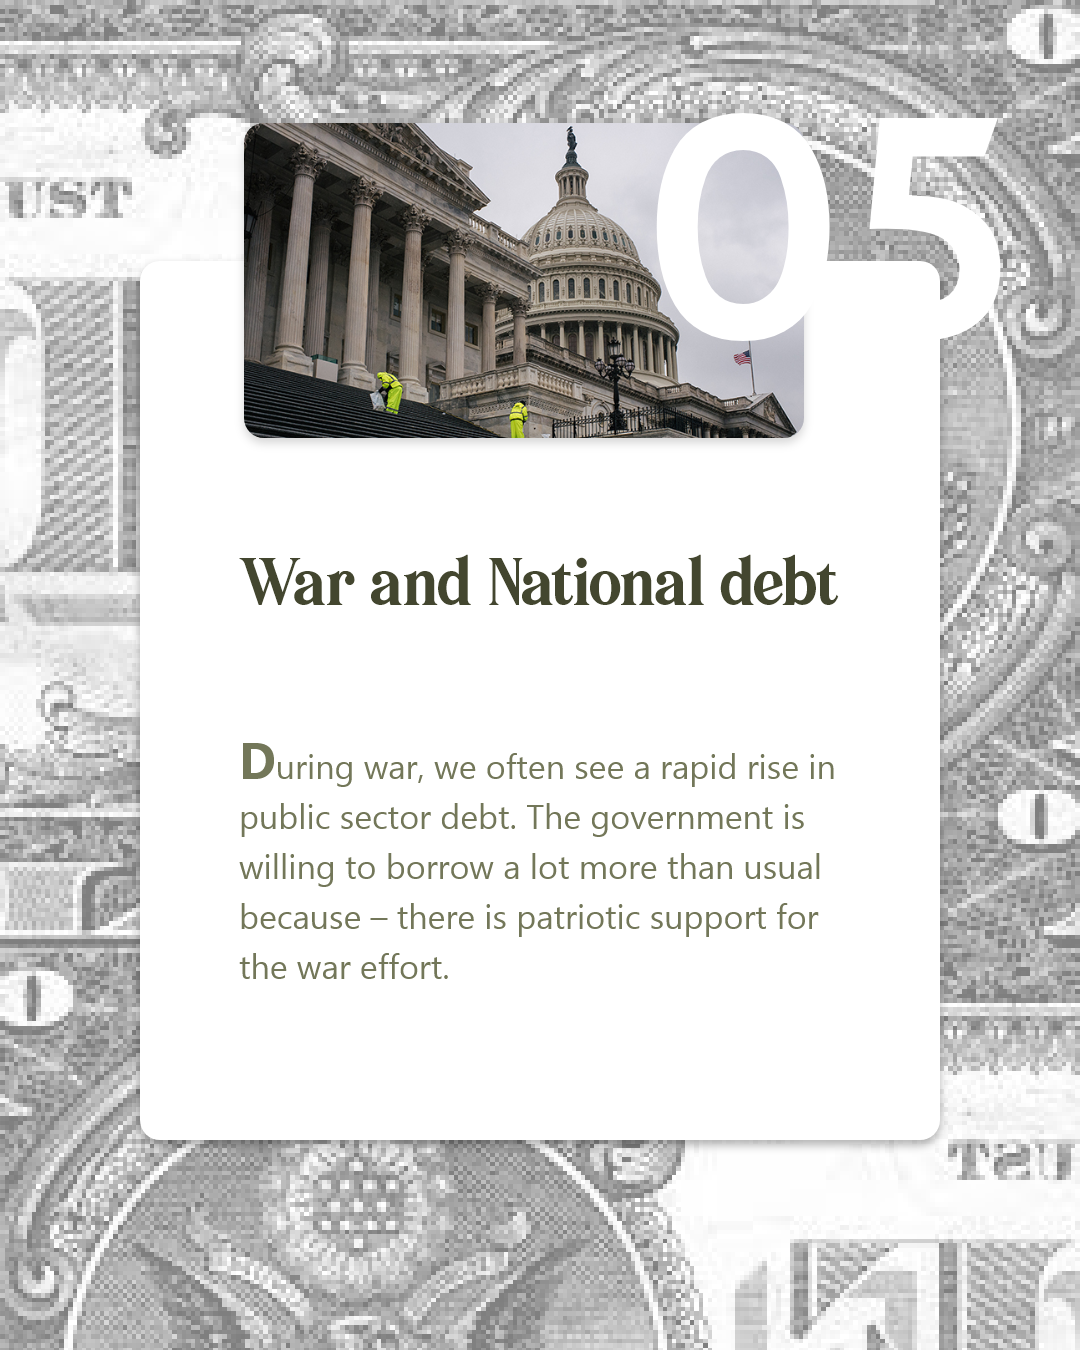 UST
05
War and National debt
During war, we often see a rapid rise in
public sector debt. The government is
willing to borrow a lot more than usual
because – there is patriotic support for
the war effort.